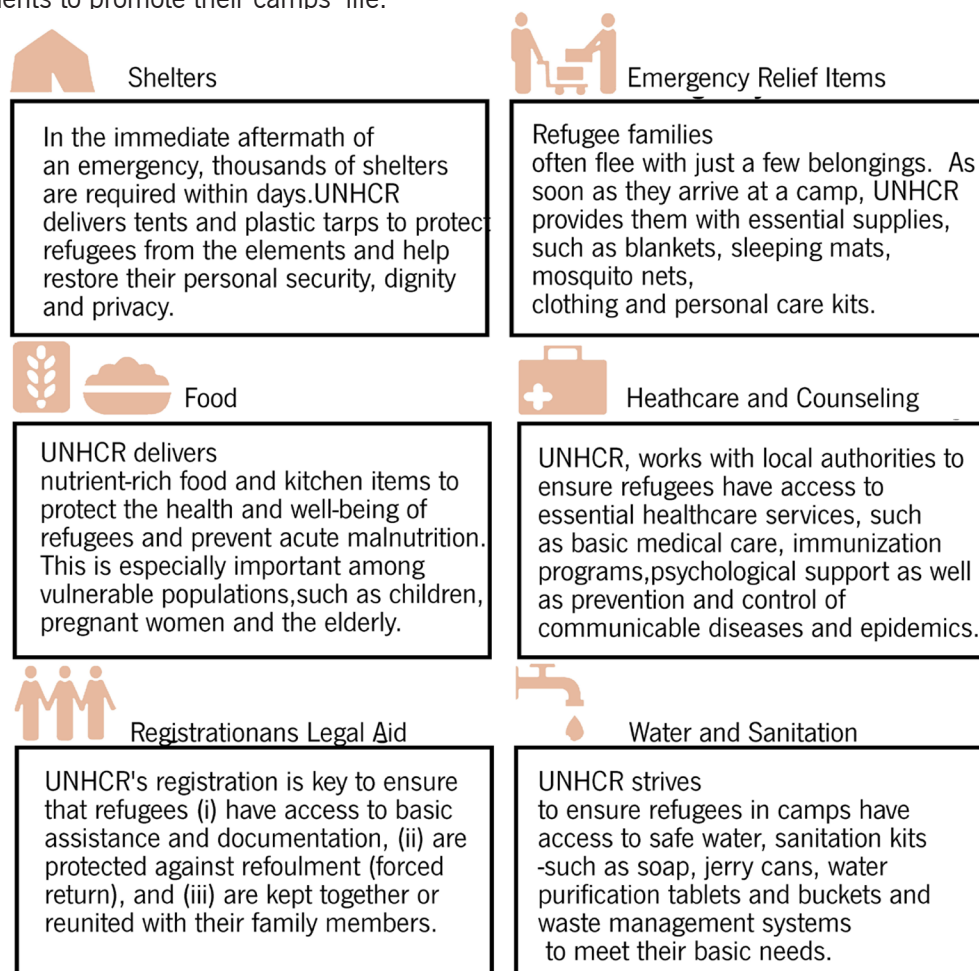 ents to promote their camps' life.
Shelters
In the immediate aftermath of
an emergency, thousands of shelters
are required within days.UNHCR
delivers tents and plastic tarps to protect
refugees from the elements and help
restore their personal security, dignity
and privacy.
Emergency Relief Items
Refugee families
often flee with just a few belongings. As
soon as they arrive at a camp, UNHCR
provides them with essential supplies,
such as blankets, sleeping mats,
mosquito nets,
clothing and personal care kits.
Food
UNHCR delivers
nutrient-rich food and kitchen items to
protect the health and well-being of
refugees and prevent acute malnutrition.
This is especially important among
vulnerable populations,such as children,
pregnant women and the elderly.
Heathcare and Counseling
UNHCR, works with local authorities to
ensure refugees have access to
essential healthcare services, such
as basic medical care, immunization
programs,psychological support as well
as prevention and control of
communicable diseases and epidemics.
Registrationans Legal Aid
UNHCR's registration is key to ensure
that refugees (i) have access to basic
assistance and documentation, (ii) are
protected against refoulment (forced
return), and (iii) are kept together or
reunited with their family members.
Water and Sanitation
UNHCR strives
to ensure refugees in camps have
access to safe water, sanitation kits
-such as soap, jerry cans, water
purification tablets and buckets and
waste management systems
to meet their basic needs.